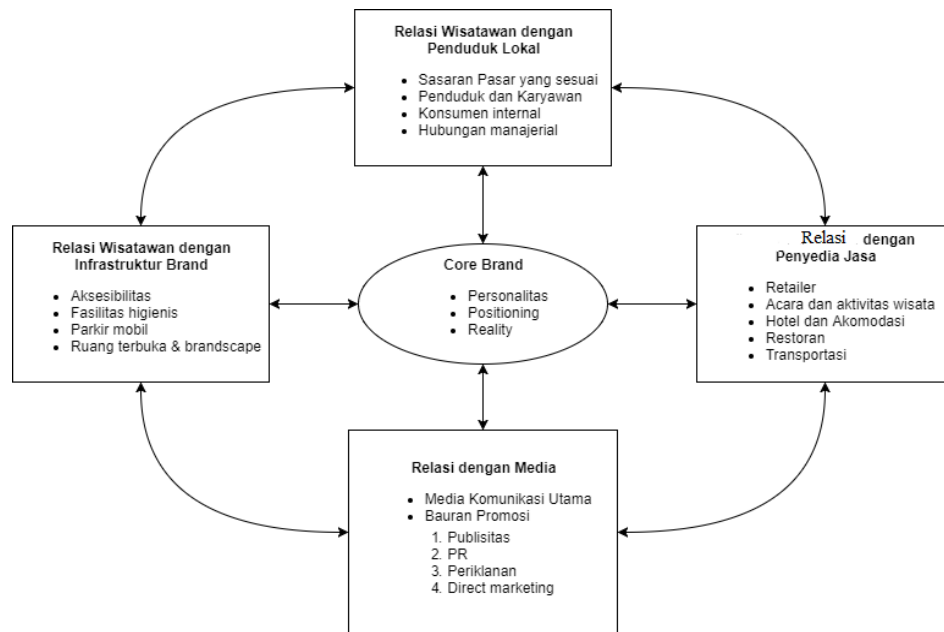 Relasi Wisatawan dengan
Penduduk Lokal
• Sasaran Pasar yang sesuai
• Penduduk dan Karyawan
• Konsumen internal
• Hubungan manajerial
Relasi Wisatawan dengan
Infrastruktur Brand
• Aksesibilitas
• Fasilitas higienis
• Parkir mobil
• Ruang terbuka & brandscape
Core Brand
• Personalitas
• Positioning
• Reality
Relasi dengan
Penyedia Jasa
• Retailer
• Acara dan aktivitas wisata
• Hotel dan Akomodasi
• Restoran
• Transportasi
Relasi dengan Media
• Media Komunikasi Utama
• Bauran Promosi
1. Publisitas
2. PR
3. Periklanan
4. Direct marketing